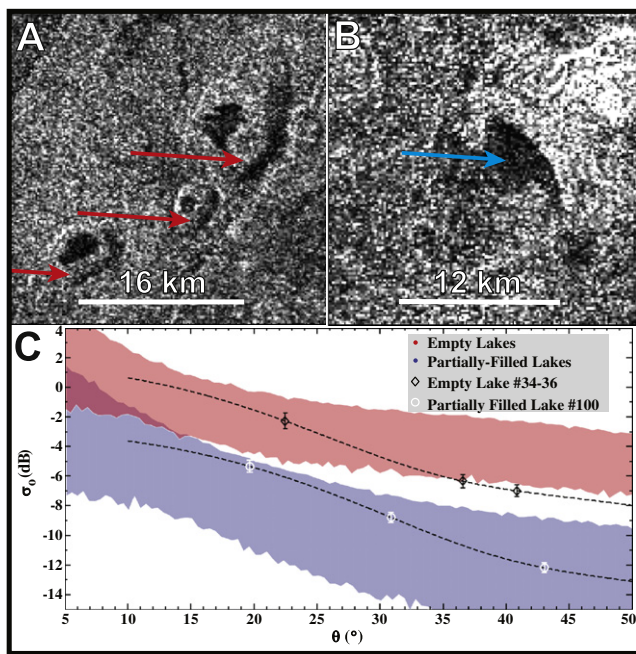 A
B
16 km
12 km
C
4
2
0
-2
-4
-6
-8
-10
-12
-14
σ₀ (dB)
Empty Lakes
Partially-Filled Lakes
Empty Lake #34-36
Partially Filled Lake #100
5 10 15 20 25 30 35 40 45 50
θ (°)